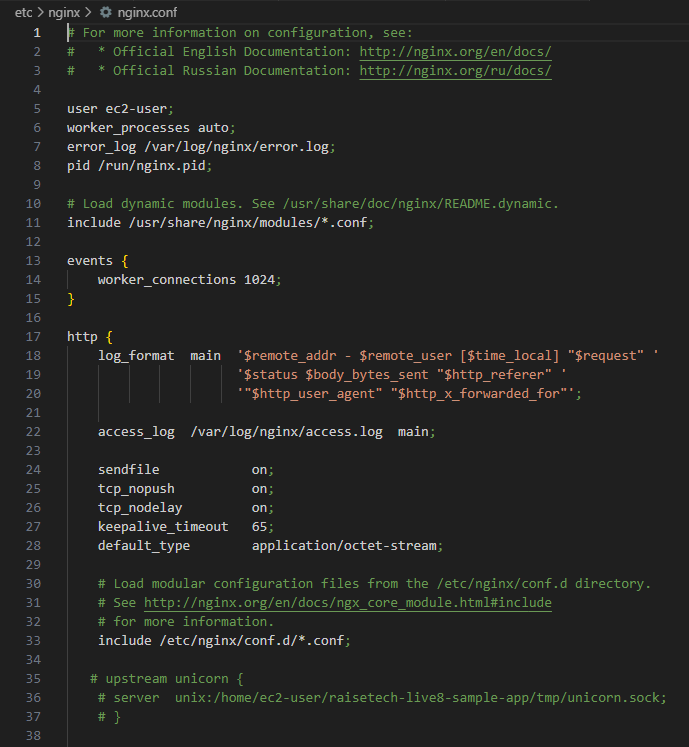 etc > nginx > nginx.conf
1 # For more information on configuration, see:
2 #   * Official English Documentation: http://nginx.org/en/docs/
3 #   * Official Russian Documentation: http://nginx.org/ru/docs/
4
5 user ec2-user;
6 worker_processes auto;
7 error_log /var/log/nginx/error.log;
8 pid /run/nginx.pid;
9
10 # Load dynamic modules. See /usr/share/doc/nginx/README.dynamic.
11 include /usr/share/nginx/modules/*.conf;
12
13 events {
14     worker_connections 1024;
15 }
16
17 http {
18     log_format  main  '$remote_addr - $remote_user [$time_local] "$request" '
19                       '$status $body_bytes_sent "$http_referer" '
20                       '"$http_user_agent" "$http_x_forwarded_for"';
21
22     access_log  /var/log/nginx/access.log  main;
23
24     sendfile            on;
25     tcp_nopush          on;
26     tcp_nodelay         on;
27     keepalive_timeout   65;
28     default_type        application/octet-stream;
29
30     # Load modular configuration files from the /etc/nginx/conf.d directory.
31     # See http://nginx.org/en/docs/ngx_core_module.html#include
32     # for more information.
33     include /etc/nginx/conf.d/*.conf;
34
35    # upstream unicorn {
36     # server  unix:/home/ec2-user/raisetech-live8-sample-app/tmp/unicorn.sock;
37     # }
38